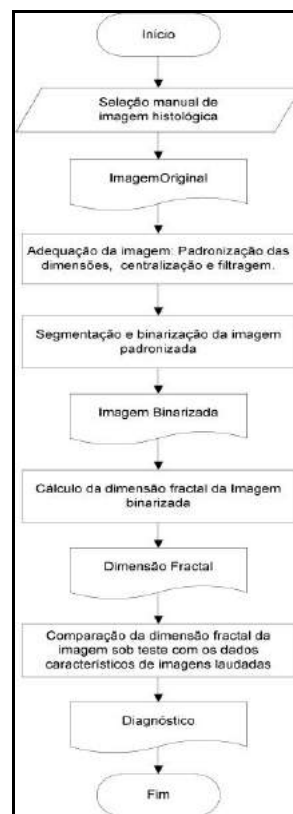 Início
Seleção manual de
imagem histológica
ImagemOriginal
Adequação da imagem: Padronização das
dimensões, centralização e filtragem.
Segmentação e binarização da imagem
padronizada
Imagem Binarizada
Cálculo da dimensão fractal da Imagem
binarizada
Dimensão Fractal
Comparação da dimensão fractal da
imagem sob teste com os dados
característicos de imagens laudadas
Diagnóstico
Fim